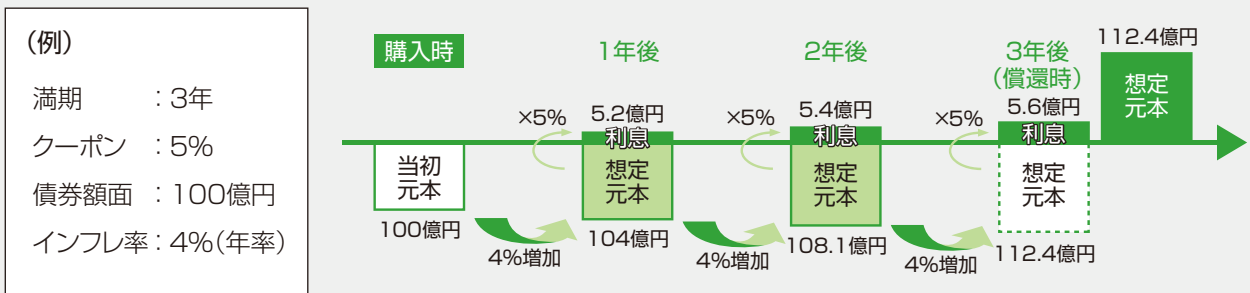 (例)
満期 :3年
クーポン :5%
債券額面 :100億円
インフレ率:4%(年率)
購入時
1年後
2年後
3年後
(償還時)
112.4億円
×5%
5.2億円
×5%
5.4億円
×5%
5.6億円
想定
元本
利息
利息
利息
当初
元本
想定
元本
想定
元本
想定
元本
100億円
104億円
108.1億円
112.4億円
4%増加
4%増加
4%増加